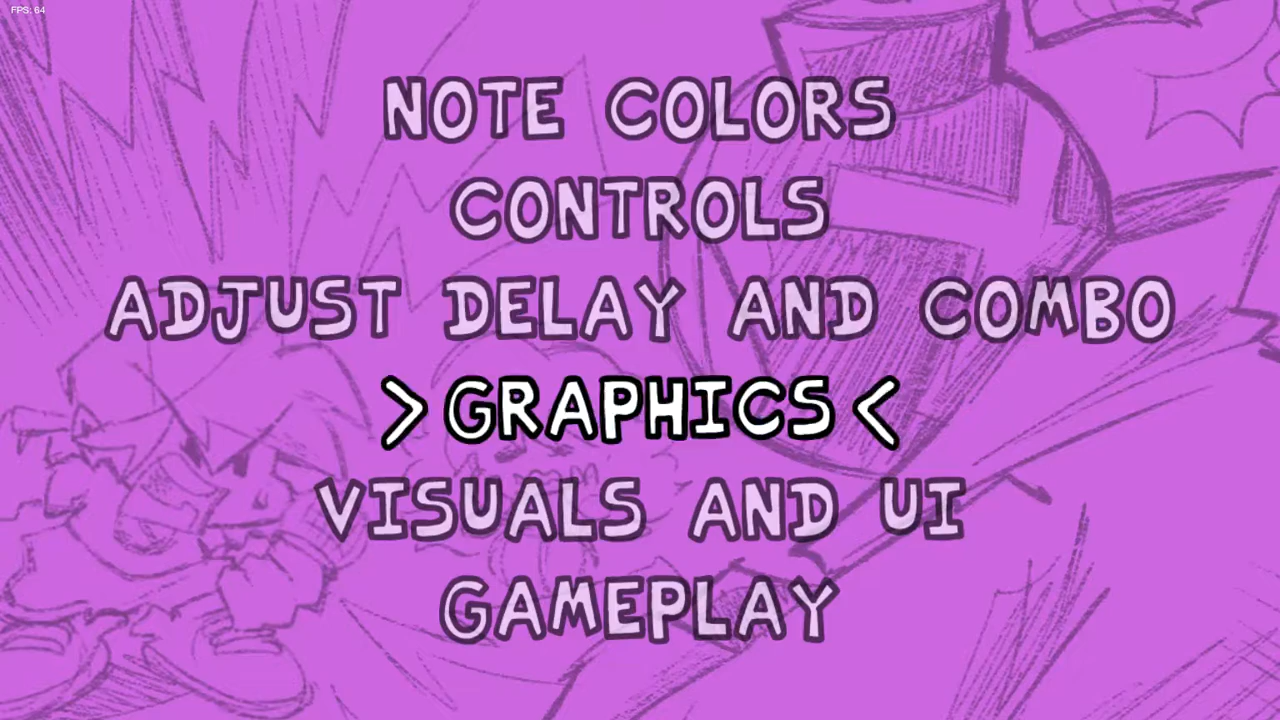 FPS: 64
NOTE COLORS
CONTROLS
ADJUST DELAY AND COMBO
> GRAPHICS <
VISUALS AND UI
GAMEPLAY